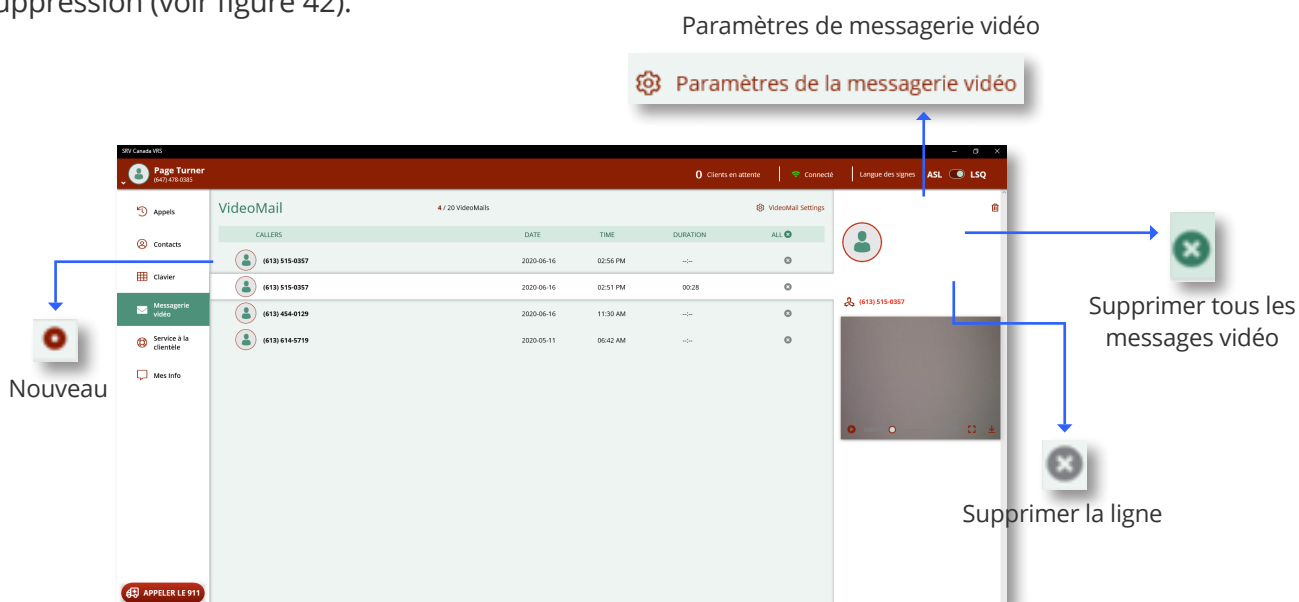 uppression (voir figure 42).
Paramètres de messagerie vidéo
Paramètres de la messagerie vidéo
SRV Canada VRS
Page Turner
(647) 478-0385
0 Clients en attente
Connecté
Langue des signes
ASL
LSQ
Appels
Contacts
Clavier
Messagerie
vidéo
Service à la
clientèle
Mes Info
APPELER LE 911
VideoMail
4 / 20 VideoMails
VideoMail Settings
CALLERS DATE TIME DURATION ALL
(613) 515-0357 2020-06-16 02:56 PM --:--
(613) 515-0357 2020-06-16 02:51 PM 00:28
(613) 454-0129 2020-06-16 11:30 AM --:--
(613) 614-5719 2020-05-11 06:42 AM --:--
(613) 515-0357
Nouveau
Supprimer tous les
messages vidéo
Supprimer la ligne